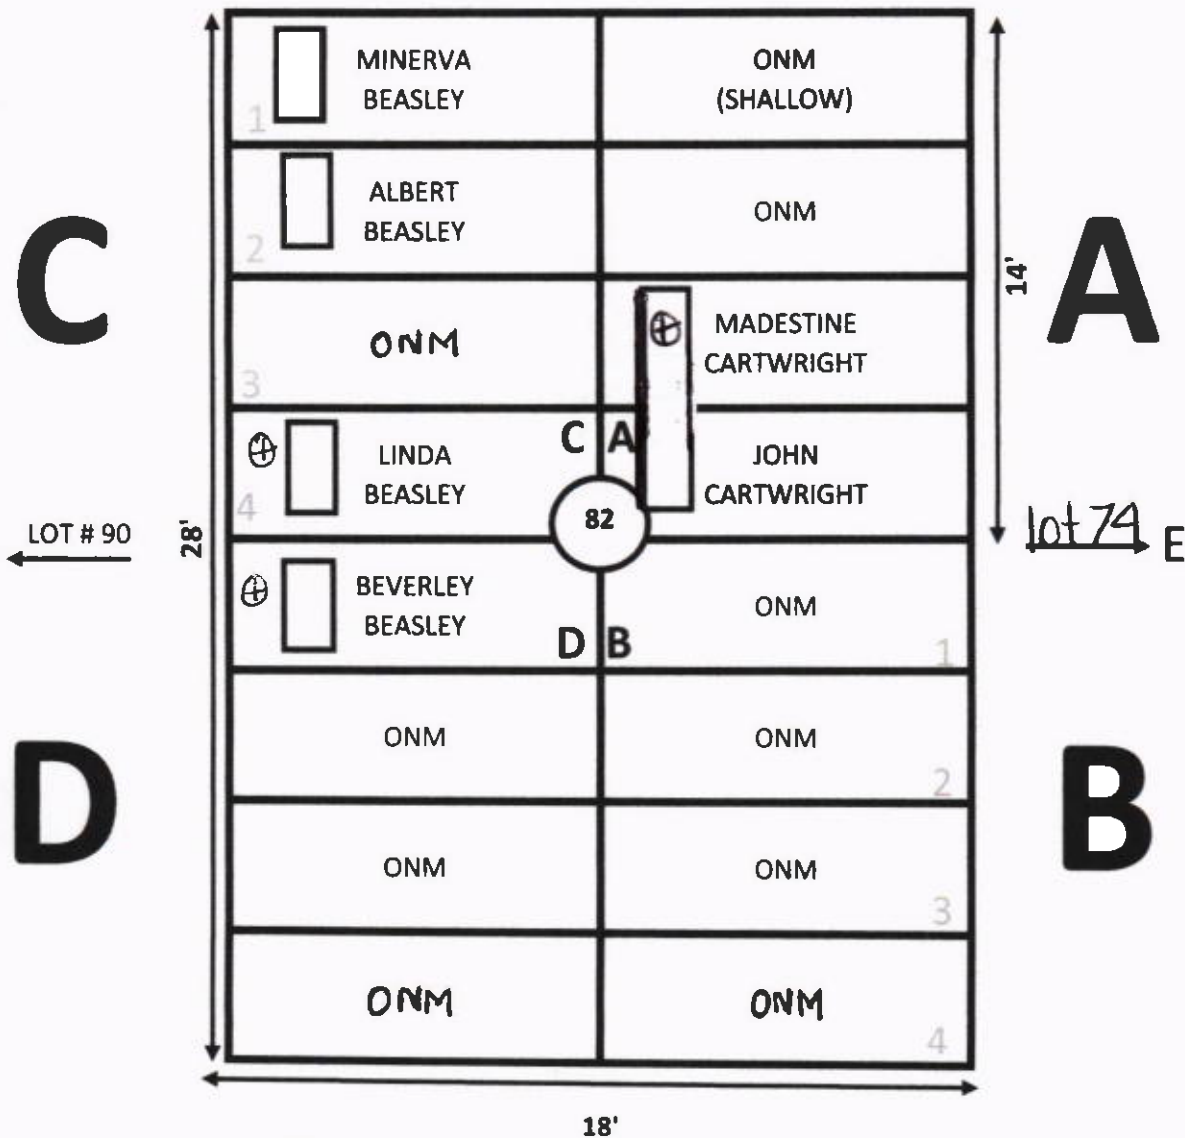 MINERVA
BEASLEY
1
ONM
(SHALLOW)
ALBERT
BEASLEY
2
ONM
C
A
14'
ONM
3
MADESTINE
CARTWRIGHT
LINDA
BEASLEY
4
C A
JOHN
CARTWRIGHT
82
LOT # 90
28'
lot 74 E
BEVERLEY
BEASLEY
D B
ONM
1
ONM
ONM
2
D
B
ONM
ONM
3
ONM
ONM
4
18'